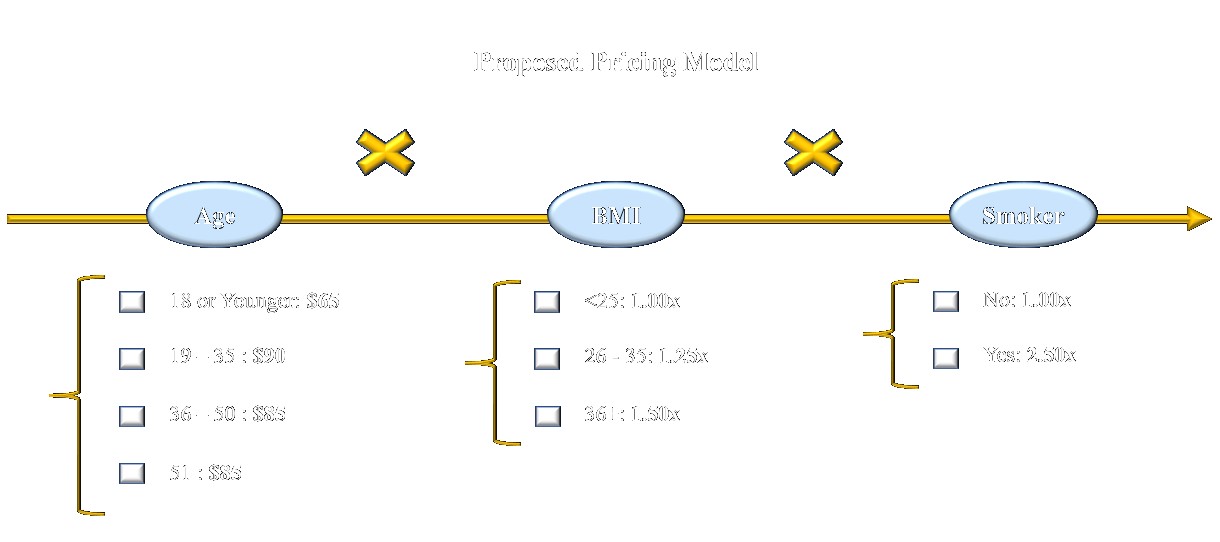 Proposed Pricing Model
Age
BMI
Smoker
18 or Younger: $65
<25: 1.00x
No: 1.00x
19 – 35 : $90
26 - 35: 1.25x
Yes: 2.50x
36 – 50 : $85
36+: 1.50x
51+: $85